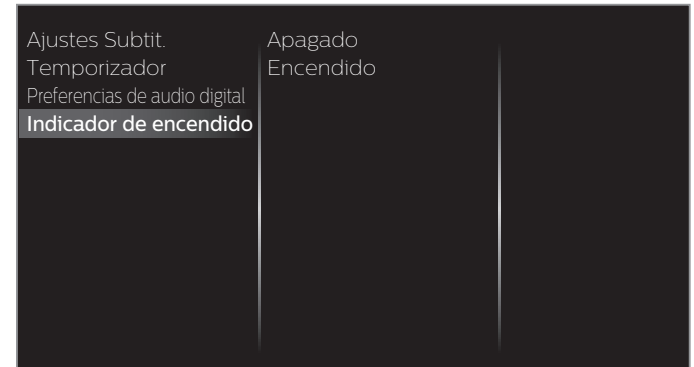 Ajustes Subtit.
Temporizador
Preferencias de audio digital
Indicador de encendido
Apagado
Encendido